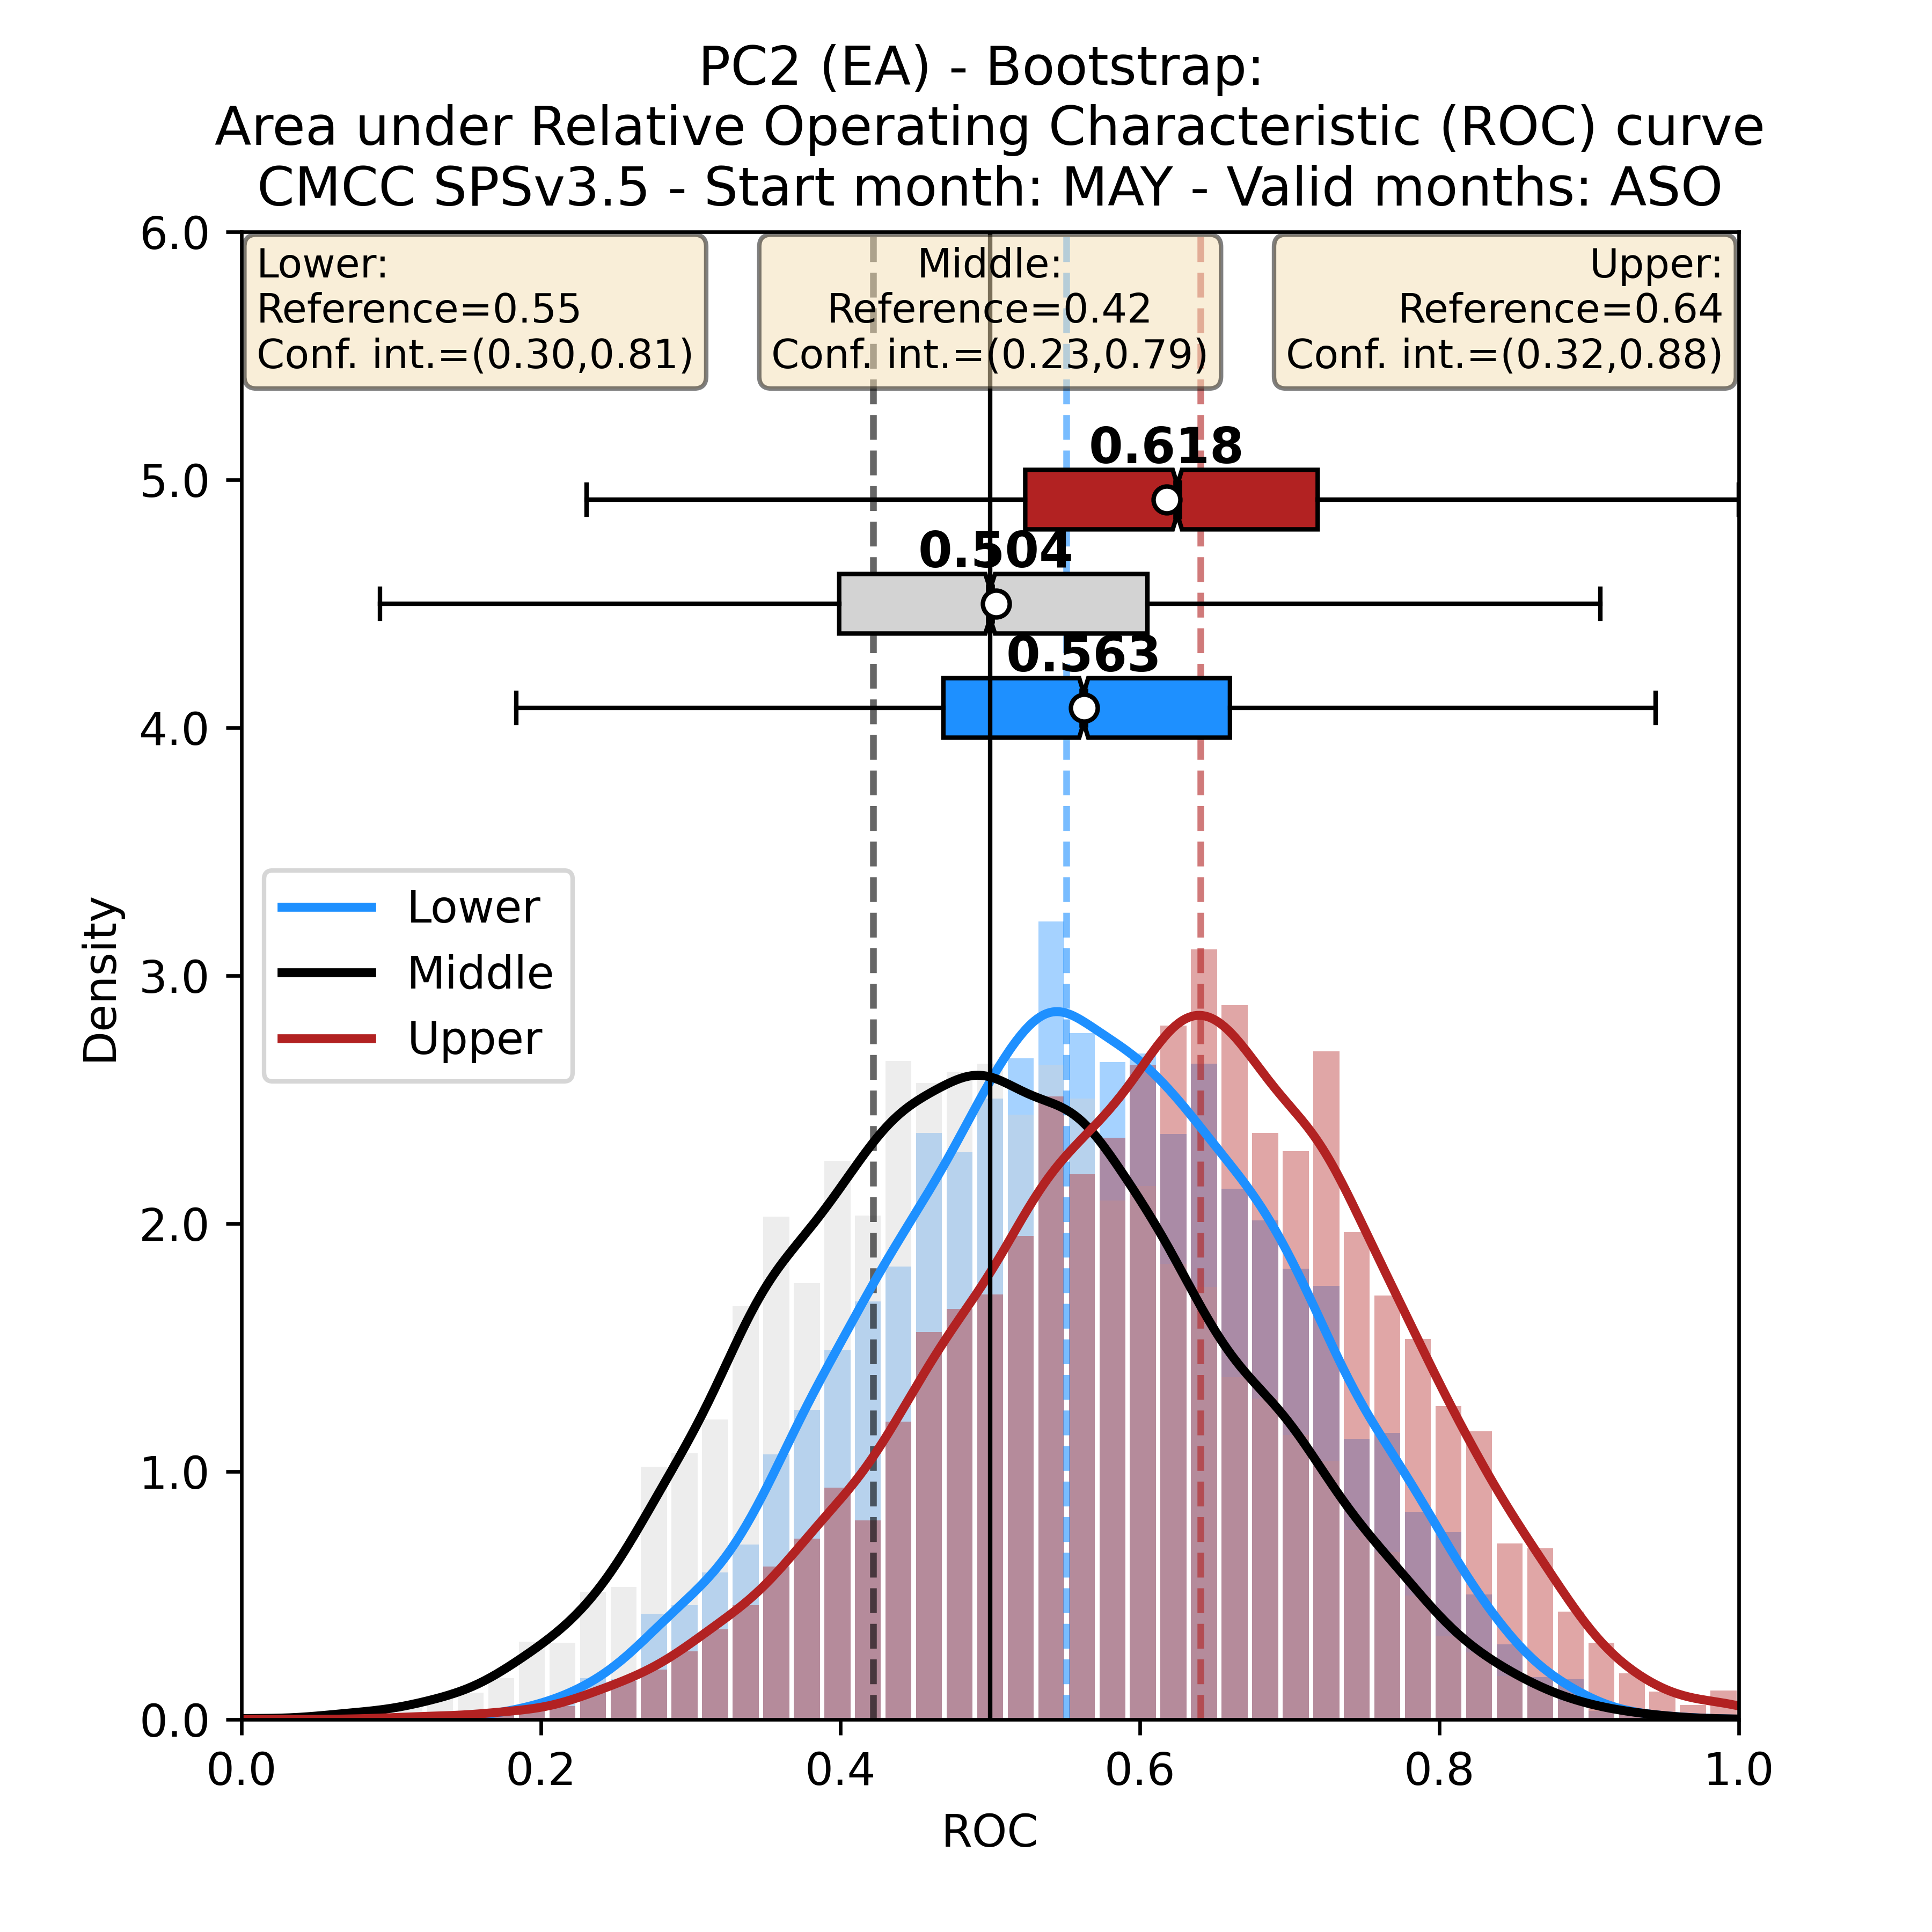 PC2 (EA) - Bootstrap:
Area under Relative Operating Characteristic (ROC) curve
CMCC SPSv3.5 - Start month: MAY - Valid months: ASO
6.0
Lower:
Reference=0.55
Conf. int.=(0.30,0.81)
Middle:
Reference=0.42
Conf. int.=(0.23,0.79)
Upper:
Reference=0.64
Conf. int.=(0.32,0.88)
0.618
5.0
0.504
0.563
4.0
Lower
Middle
Upper
3.0
Density
2.0
1.0
0.0
0.0 0.2 0.4 0.6 0.8 1.0
ROC